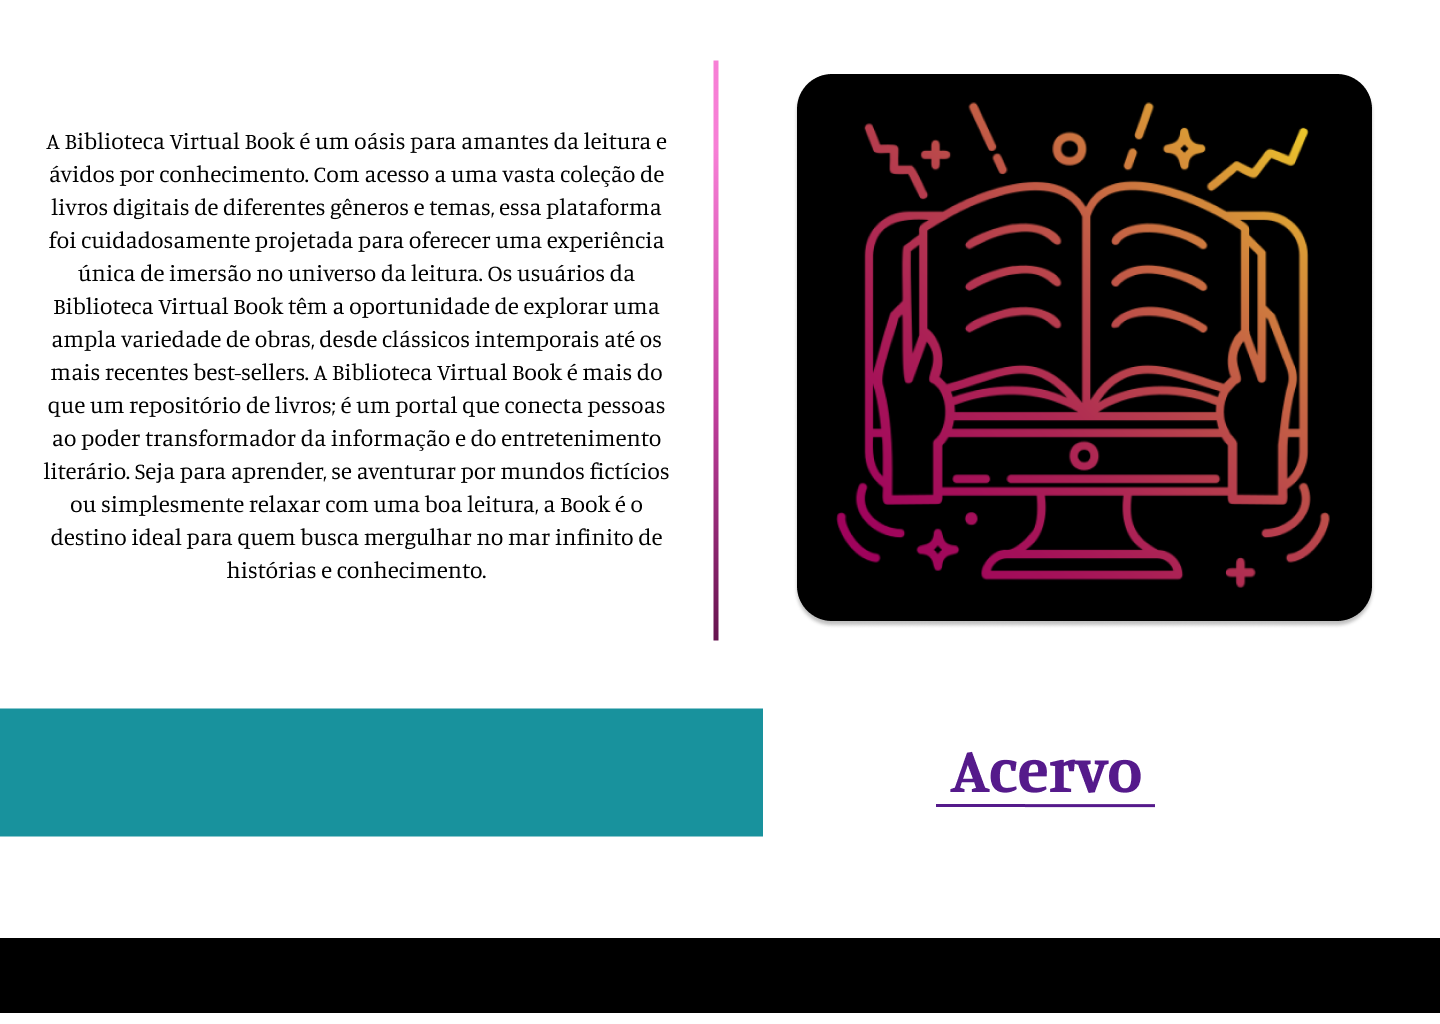 A Biblioteca Virtual Book é um oásis para amantes da leitura e
ávidos por conhecimento. Com acesso a uma vasta coleção de
livros digitais de diferentes gêneros e temas, essa plataforma
foi cuidadosamente projetada para oferecer uma experiência
única de imersão no universo da leitura. Os usuários da
Biblioteca Virtual Book têm a oportunidade de explorar uma
ampla variedade de obras, desde clássicos intemporais até os
mais recentes best-sellers. A Biblioteca Virtual Book é mais do
que um repositório de livros; é um portal que conecta pessoas
ao poder transformador da informação e do entretenimento
literário. Seja para aprender, se aventurar por mundos fictícios
ou simplesmente relaxar com uma boa leitura, a Book é o
destino ideal para quem busca mergulhar no mar infinito de
histórias e conhecimento.
Acervo